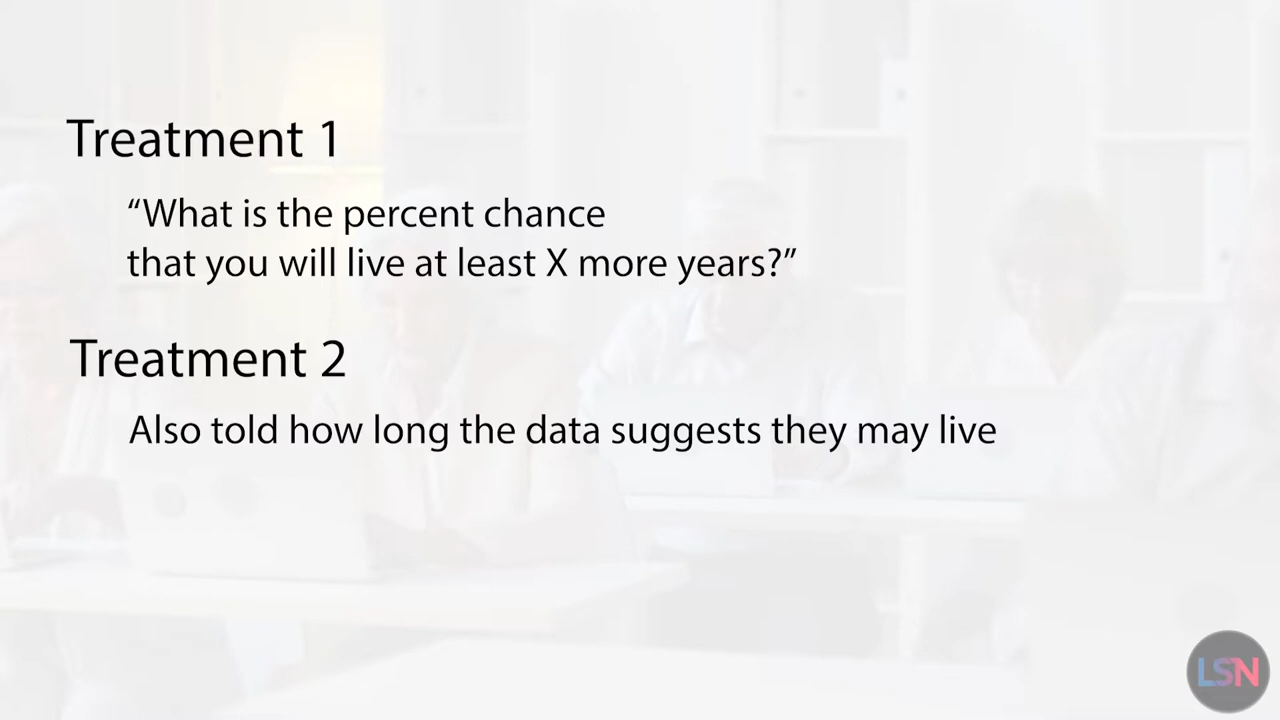 Treatment 1
“What is the percent chance
that you will live at least X more years?”
Treatment 2
Also told how long the data suggests they may live
LSN